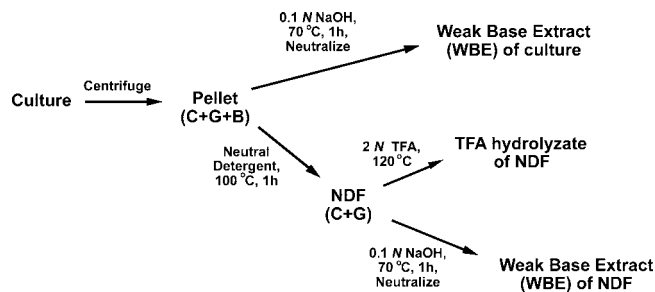 0.1 N NaOH,
70 °C, 1h,
Neutralize
Weak Base Extract
(WBE) of culture
Culture
Centrifuge
Pellet
(C+G+B)
Neutral
Detergent,
100 °C, 1h
2 N TFA,
120 °C
TFA hydrolyzate
of NDF
NDF
(C+G)
0.1 N NaOH,
70 °C, 1h,
Neutralize
Weak Base Extract
(WBE) of NDF